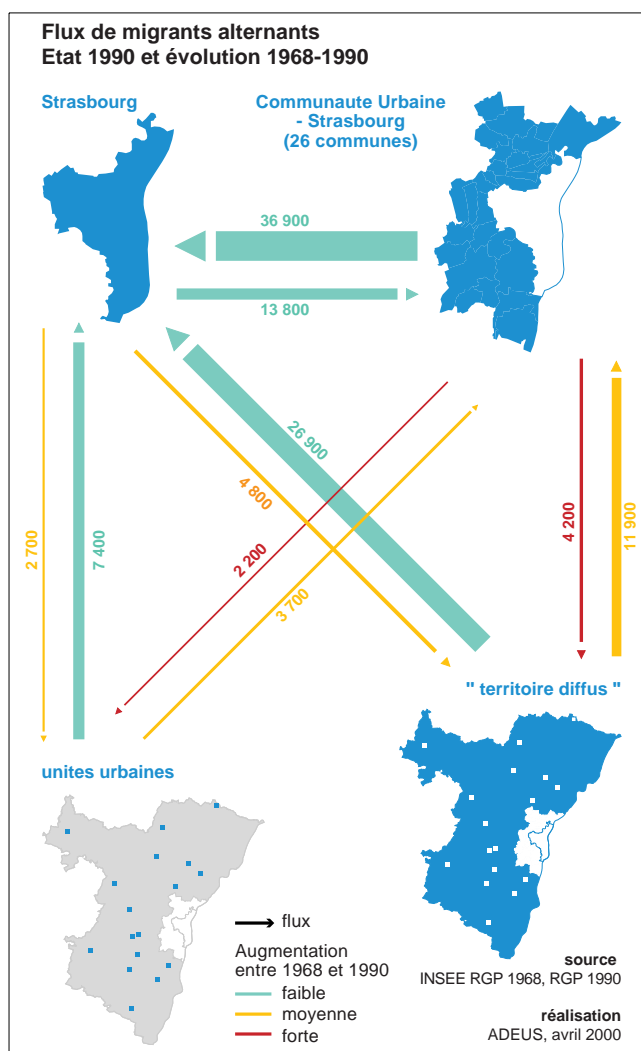 Flux de migrants alternants
Etat 1990 et évolution 1968-1990
Strasbourg
Communaute Urbaine
- Strasbourg
(26 communes)
36 900
13 800
26 900
4 800
2 700
7 400
2 200
3 700
4 200
11 900
" territoire diffus "
unites urbaines
flux
Augmentation
entre 1968 et 1990
faible
moyenne
forte
source
INSEE RGP 1968, RGP 1990
réalisation
ADEUS, avril 2000